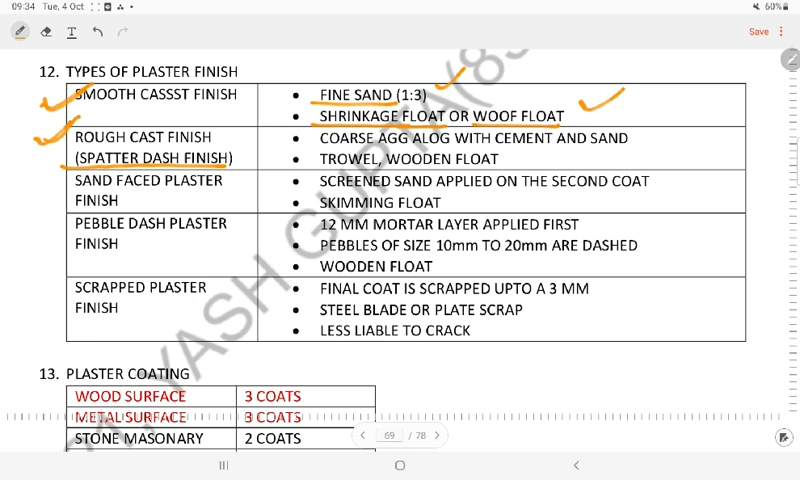 09:34 Tue, 4 Oct
60%
Save
12. TYPES OF PLASTER FINISH
SMOOTH CASSST FINISH
• FINE SAND (1:3)
• SHRINKAGE FLOAT OR WOOF FLOAT
ROUGH CAST FINISH
(SPATTER DASH FINISH)
• COARSE AGG ALOG WITH CEMENT AND SAND
• TROWEL, WOODEN FLOAT
SAND FACED PLASTER
FINISH
• SCREENED SAND APPLIED ON THE SECOND COAT
• SKIMMING FLOAT
PEBBLE DASH PLASTER
FINISH
• 12 MM MORTAR LAYER APPLIED FIRST
• PEBBLES OF SIZE 10mm TO 20mm ARE DASHED
• WOODEN FLOAT
SCRAPPED PLASTER
FINISH
• FINAL COAT IS SCRAPPED UPTO A 3 MM
• STEEL BLADE OR PLATE SCRAP
• LESS LIABLE TO CRACK
13. PLASTER COATING
WOOD SURFACE 3 COATS
METAL SURFACE 3 COATS
STONE MASONARY 2 COATS
69 / 78
YASH GUPTA(83